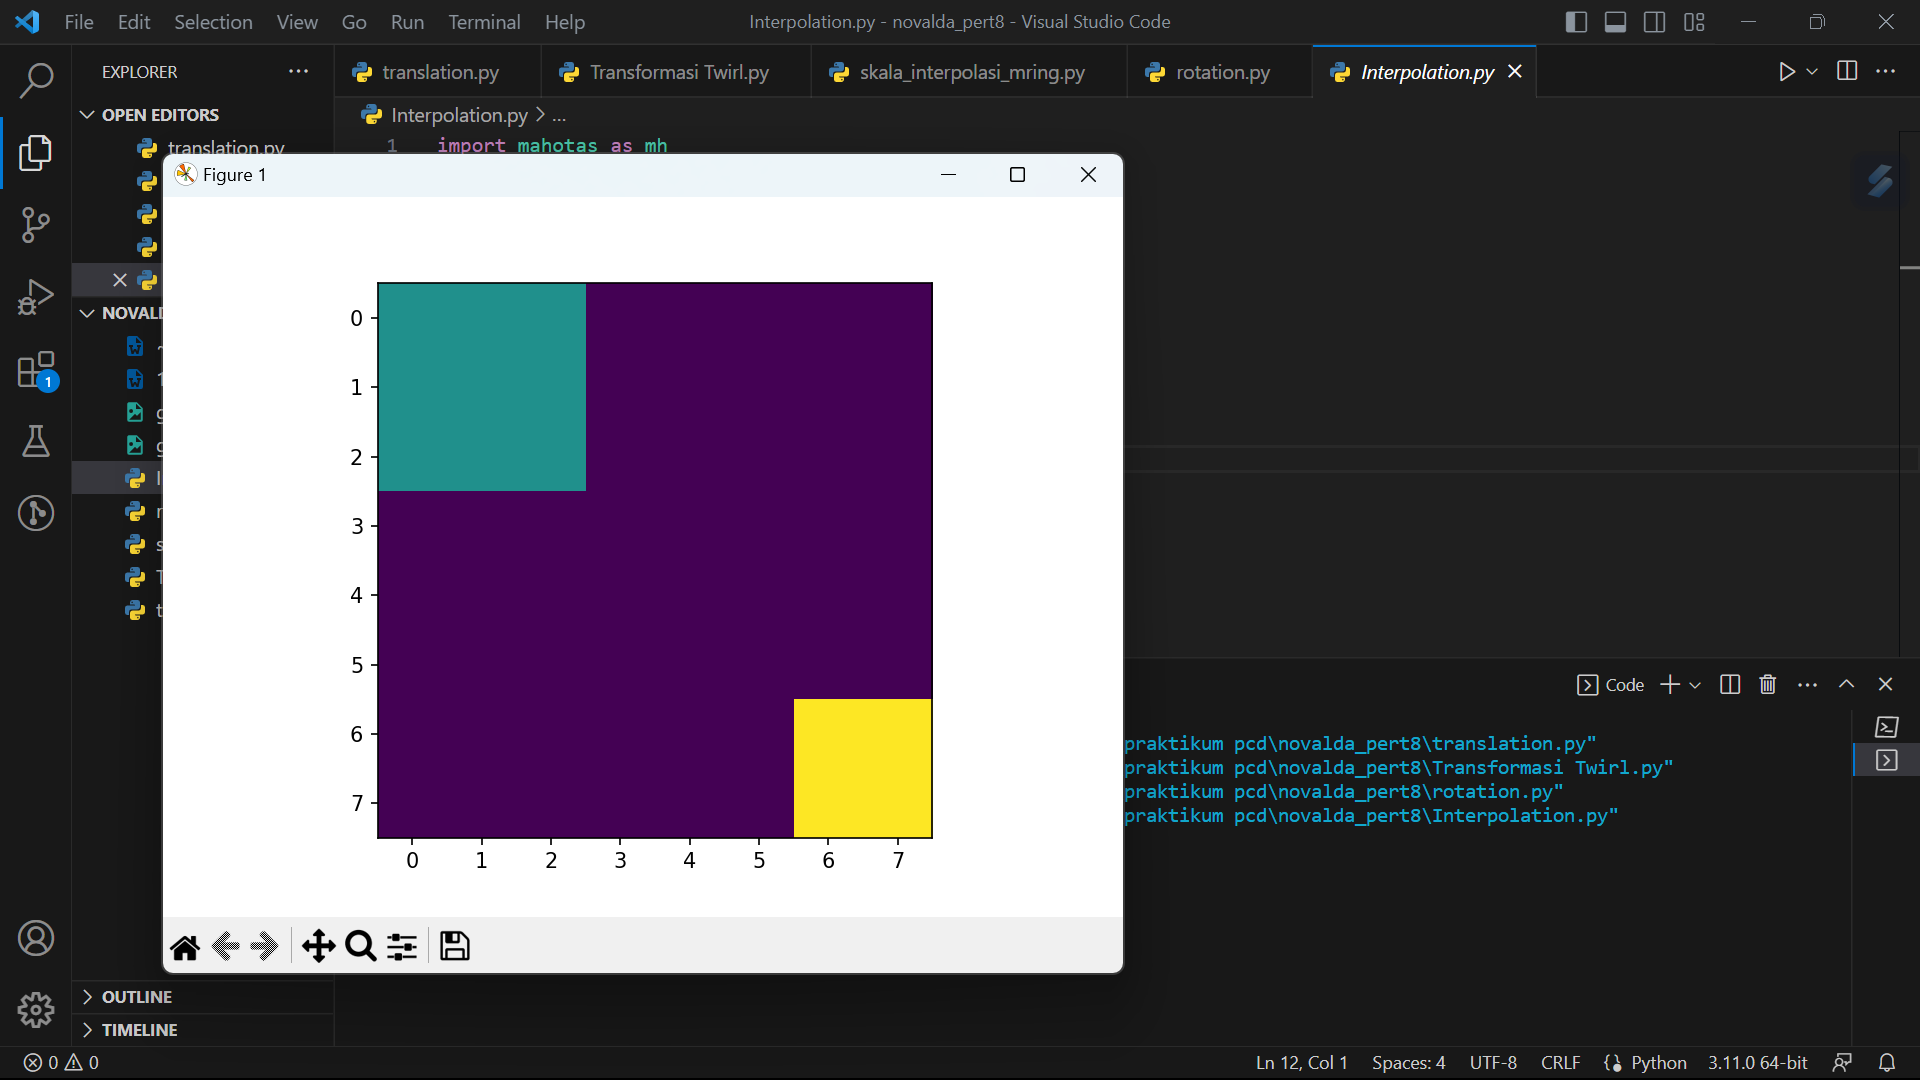 File Edit Selection View Go Run Terminal Help
Interpolation.py - novalda_pert8 - Visual Studio Code
EXPLORER
translation.py
Transformasi Twirl.py
skala_interpolasi_mring.py
rotation.py
Interpolation.py
OPEN EDITORS
Interpolation.py > ...
translation.py
1 import mahotas as mh
Figure 1
0
1
2
3
4
5
6
7
0 1 2 3 4 5 6 7
1
Code
praktikum pcd\novalda_pert8\translation.py"
praktikum pcd\novalda_pert8\Transformasi Twirl.py"
praktikum pcd\novalda_pert8\rotation.py"
praktikum pcd\novalda_pert8\Interpolation.py"
OUTLINE
TIMELINE
0 0
Ln 12, Col 1 Spaces: 4 UTF-8 CRLF Python 3.11.0 64-bit